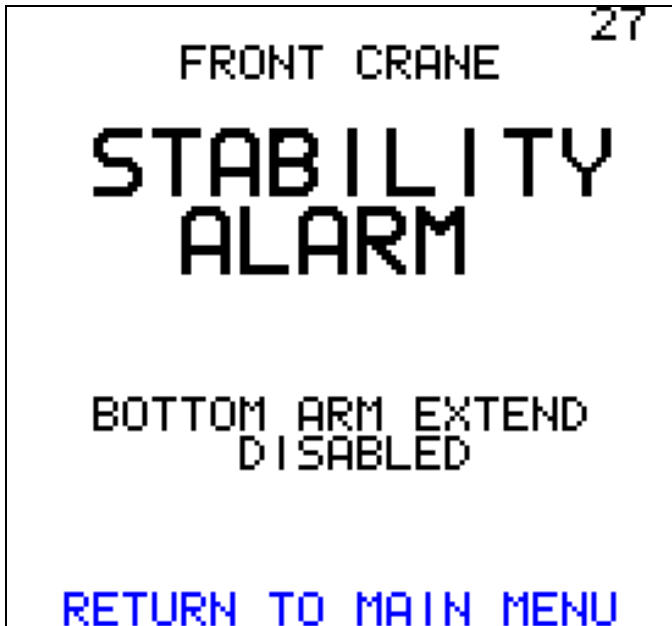 27
FRONT CRANE
STABILITY
ALARM
BOTTOM ARM EXTEND
DISABLED
RETURN TO MAIN MENU